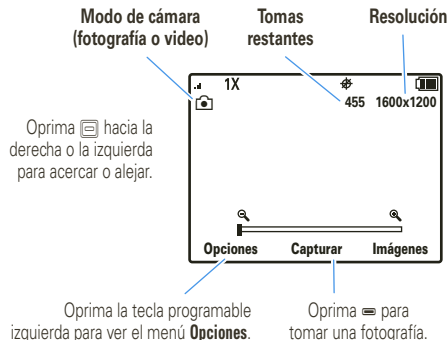 Modo de cámara
(fotografía o video)
Tomas
restantes
Resolución
1X
455 1600x1200
Oprima hacia la
derecha o la izquierda
para acercar o alejar.
Opciones Capturar Imágenes
Oprima la tecla programable
izquierda para ver el menú Opciones.
Oprima para
tomar una fotografía.